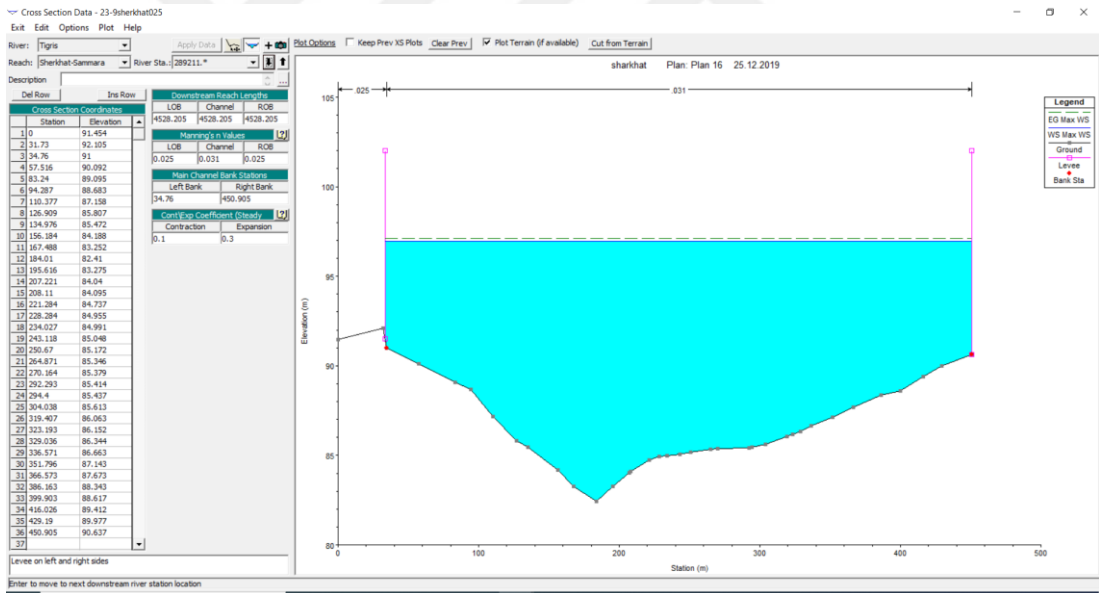 Cross Section Data - 23-9sherkhat025
Exit Edit Options Plot Help
River: Tigris Apply Data Plot Options Keep Prev XS Plots Clear Prev Plot Terrain (if available) Cut from Terrain
Reach: Sherkhat-Sammara River Sta.: 289211.*
Description ...
Del Row Ins Row
Cross Section Coordinates
Station Elevation
1 0 91.454
2 31.73 92.105
3 34.76 91
4 57.516 90.092
5 83.24 89.095
6 94.287 88.683
7 110.377 87.158
8 126.909 85.807
9 134.976 85.472
10 156.184 84.188
11 167.488 83.252
12 184.01 82.41
13 195.616 83.275
14 207.221 84.04
15 208.11 84.095
16 221.284 84.737
17 228.284 84.955
18 234.027 84.991
19 243.118 85.048
20 250.67 85.172
21 264.871 85.346
22 270.164 85.379
23 292.293 85.414
24 294.4 85.437
25 304.038 85.613
26 319.407 86.063
27 323.193 86.152
28 329.036 86.344
29 336.571 86.663
30 351.796 87.143
31 366.573 87.673
32 386.163 88.343
33 399.903 88.617
34 416.026 89.412
35 429.19 89.977
36 450.905 90.637
37
Downstream Reach Lengths
LOB Channel ROB
4528.205 4528.205 4528.205
Manning's n Values
LOB Channel ROB
0.025 0.031 0.025
Main Channel Bank Stations
Left Bank Right Bank
34.76 450.905
Cont\Exp Coefficient (Steady
Contraction Expansion
0.1 0.3
Levee on left and right sides
Enter to move to next downstream river station location
sharkhat Plan: Plan 16 25.12.2019
.025 .031
105
100
95
90
85
80
Elevation (m)
0 100 200 300 400 500
Station (m)
Legend
EG Max WS
WS Max WS
Ground
Levee
Bank Sta